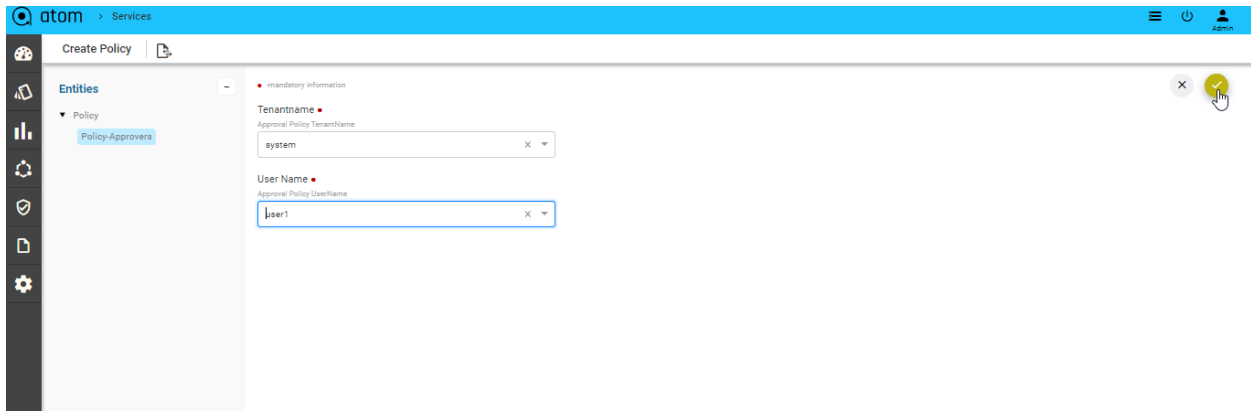 atom > Services
Admin
Create Policy
Entities
-
Policy
Policy-Approvers
-mandatory information
Tenantname
Approval Policy TenantName
system
User Name
Approval Policy UserName
user1